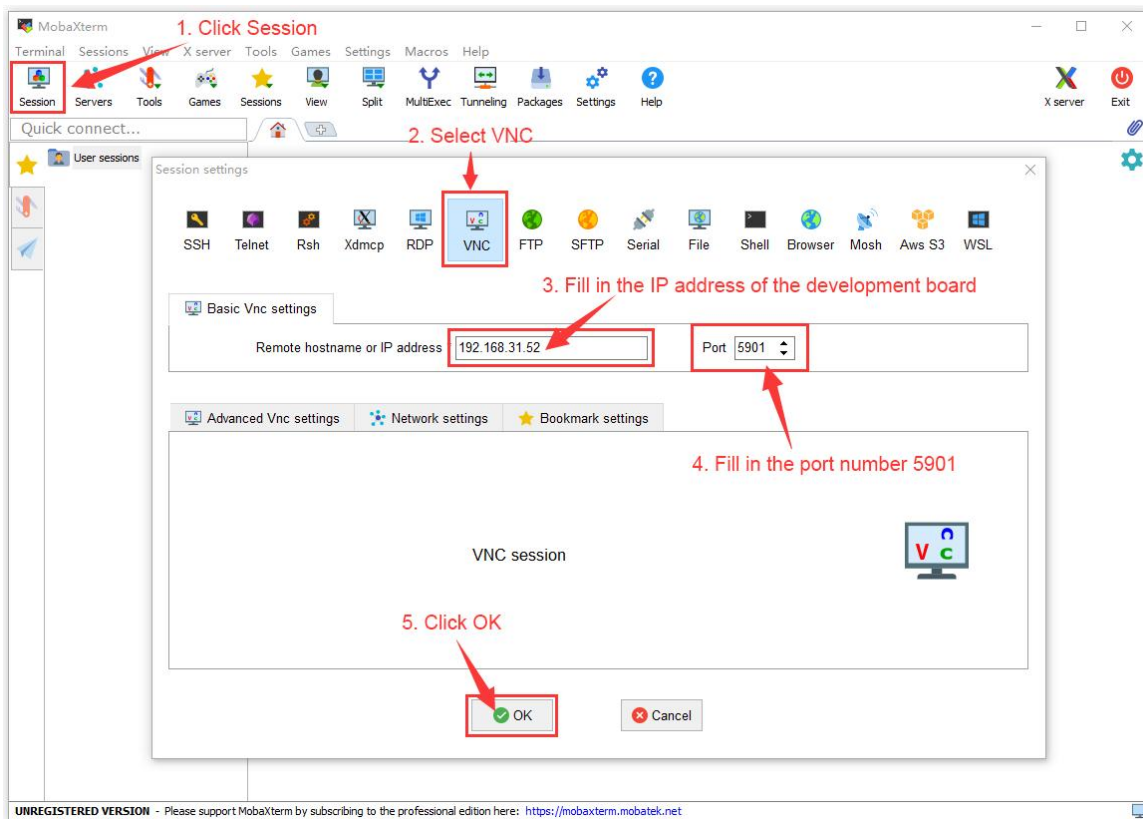 MobaXterm
1. Click Session
Terminal Sessions View X server Tools Games Settings Macros Help
Session Servers Tools Games Sessions View Split MultiExec Tunneling Packages Settings Help X server Exit
Quick connect...
2. Select VNC
User sessions
Session settings
SSH Telnet Rsh Xdmcp RDP VNC FTP SFTP Serial File Shell Browser Mosh Aws S3 WSL
3. Fill in the IP address of the development board
Basic Vnc settings
Remote hostname or IP address 192.168.31.52 Port 5901
Advanced Vnc settings Network settings Bookmark settings
4. Fill in the port number 5901
VNC session
V n c
5. Click OK
OK Cancel
UNREGISTERED VERSION - Please support MobaXterm by subscribing to the professional edition here: https://mobaxterm.mobatek.net